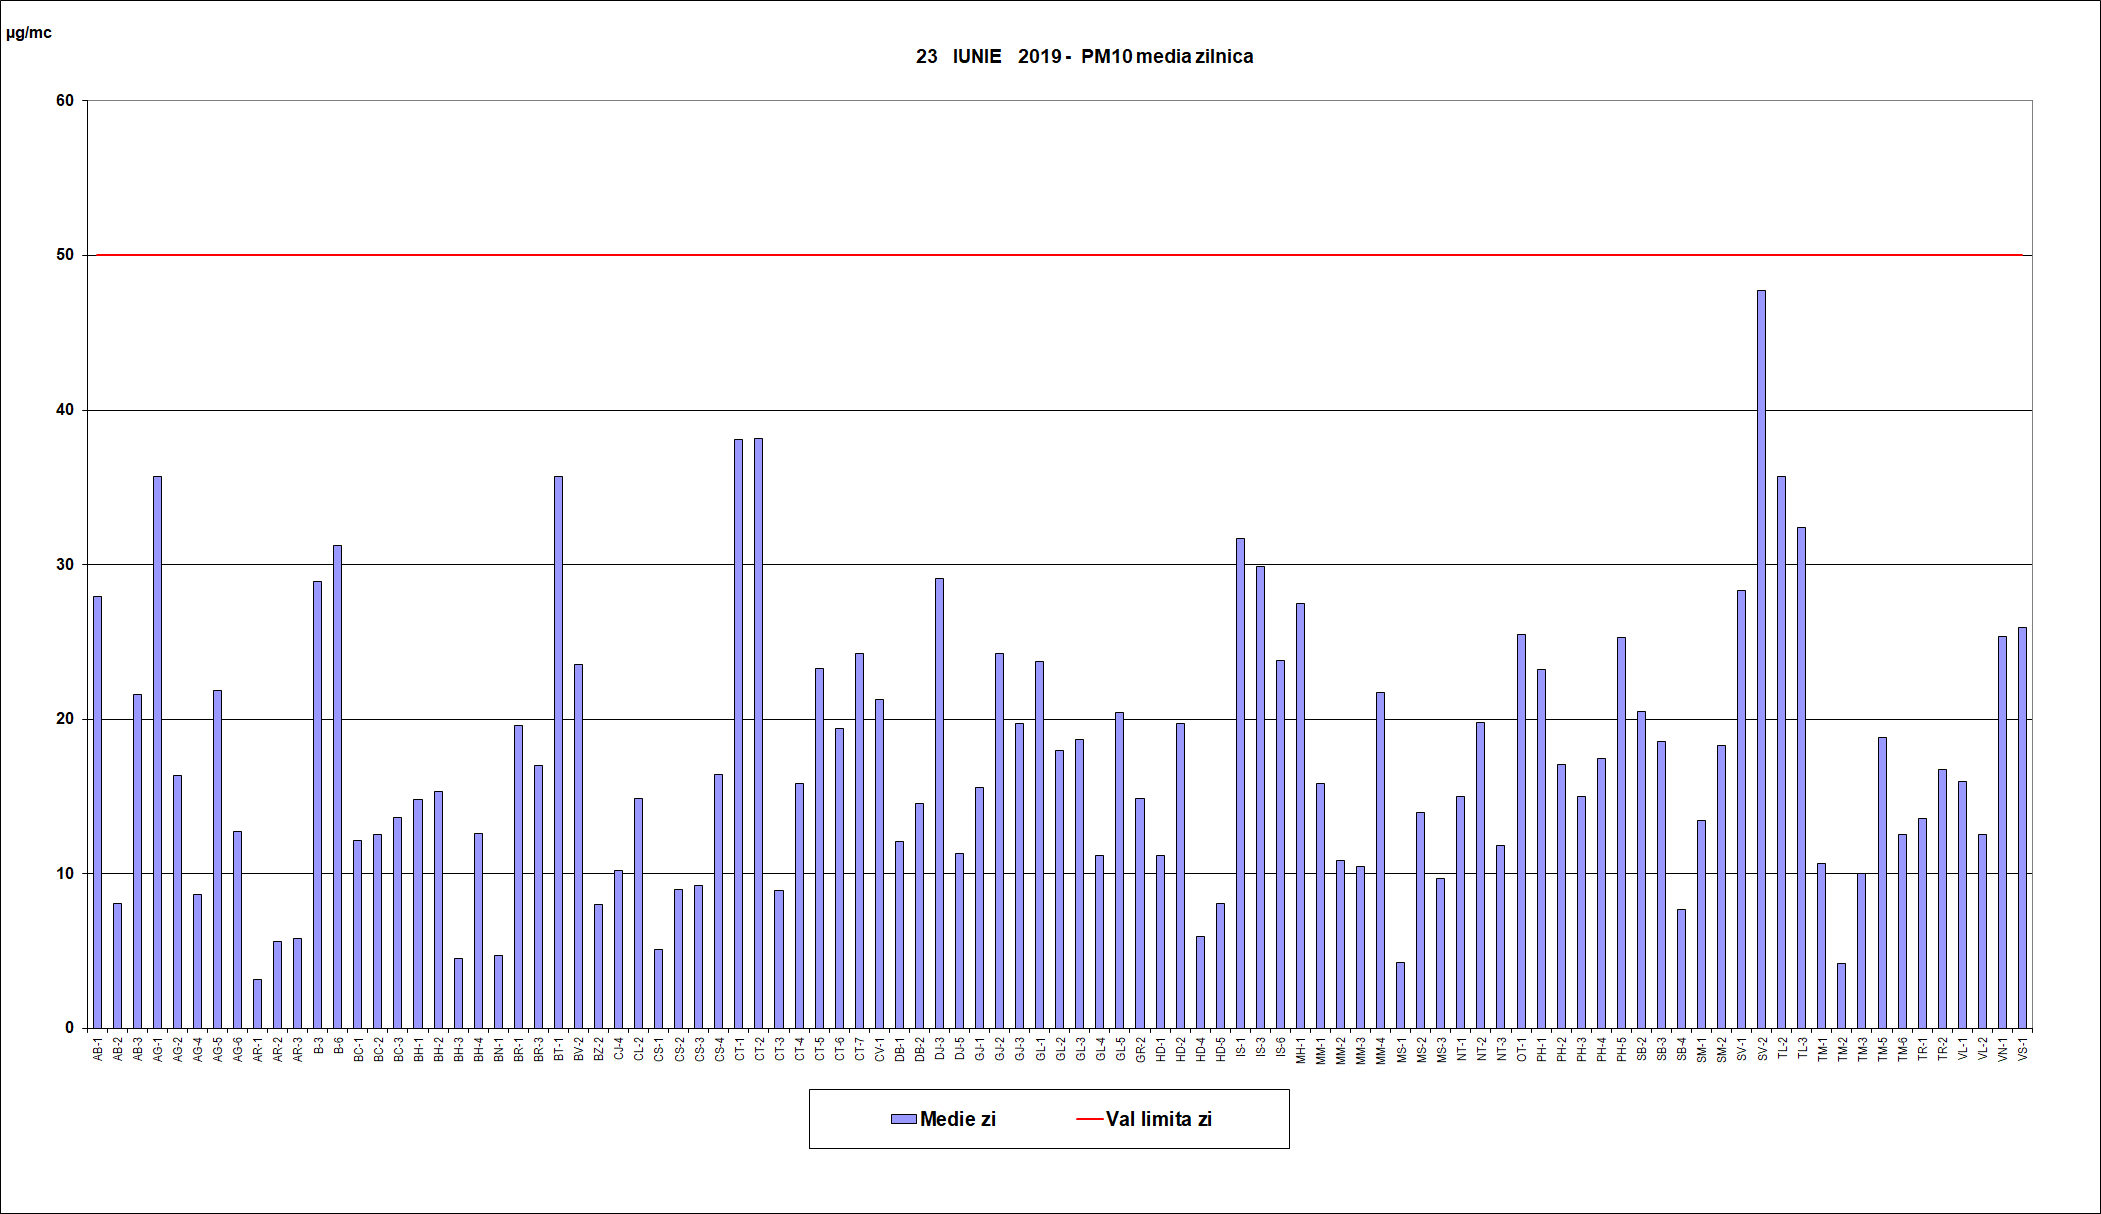 µg/mc
23 IUNIE 2019 - PM10 media zilnica
60
50
40
30
20
10
0
AB-1 AB-2 AB-3 AG-1 AG-2 AG-4 AG-5 AG-6 AR-1 AR-2 AR-3 B-3 B-6 BC-1 BC-2 BC-3 BH-1 BH-2 BH-3 BH-4 BN-1 BR-1 BR-3 BT-1 BV-2 BZ-2 CJ-4 CL-2 CS-1 CS-2 CS-3 CS-4 CT-1 CT-2 CT-3 CT-4 CT-5 CT-6 CT-7 CV-1 DB-1 DB-2 DJ-3 DJ-5 GJ-1 GJ-2 GJ-3 GL-1 GL-2 GL-3 GL-4 GL-5 GR-2 HD-1 HD-2 HD-4 HD-5 IS-1 IS-3 IS-6 MH-1 MM-1 MM-2 MM-3 MM-4 MS-1 MS-2 MS-3 NT-1 NT-2 NT-3 OT-1 PH-1 PH-2 PH-3 PH-4 PH-5 SB-2 SB-3 SB-4 SM-1 SM-2 SV-1 SV-2 TL-2 TL-3 TM-1 TM-2 TM-3 TM-5 TM-6 TR-1 TR-2 VL-1 VL-2 VN-1 VS-1
Medie zi Val limita zi